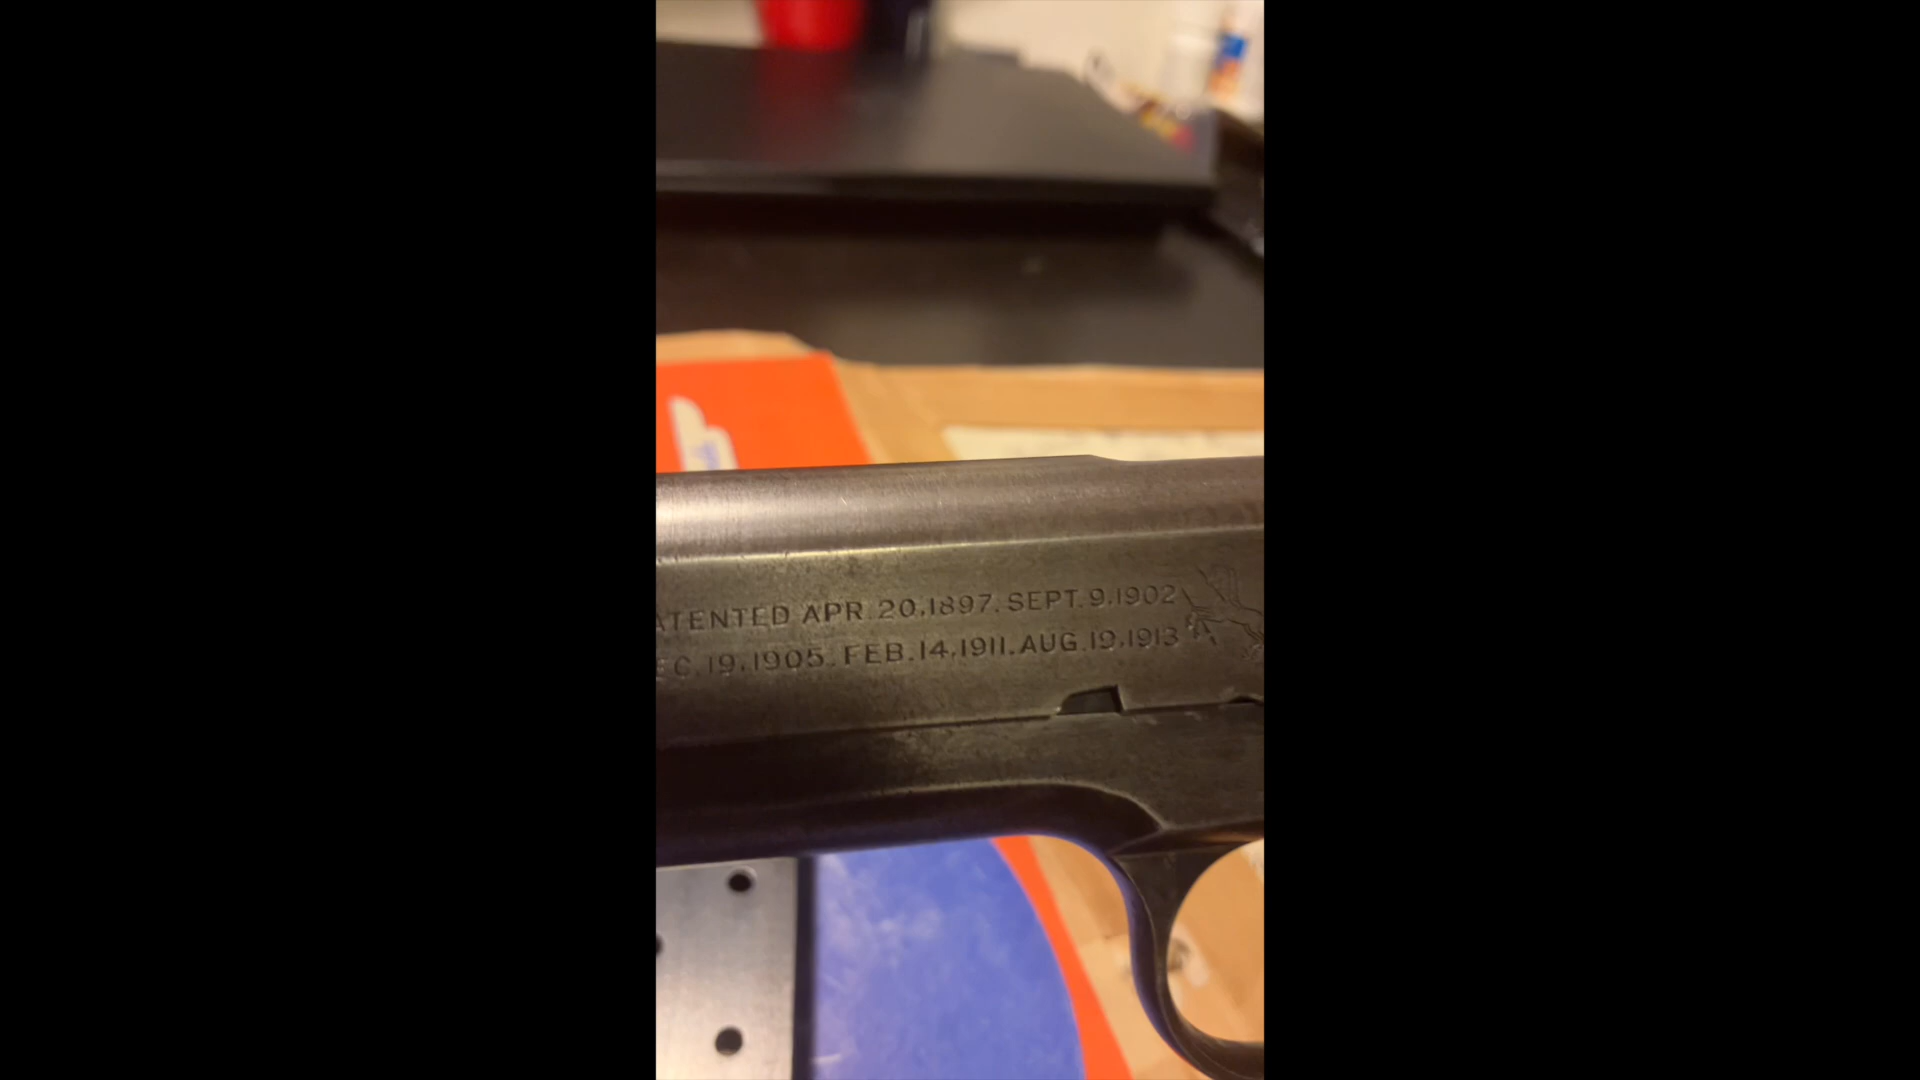 ATENTED APR. 20,1897. SEPT. 9,1902
EC. 19,1905. FEB. 14,1911. AUG. 19,1913